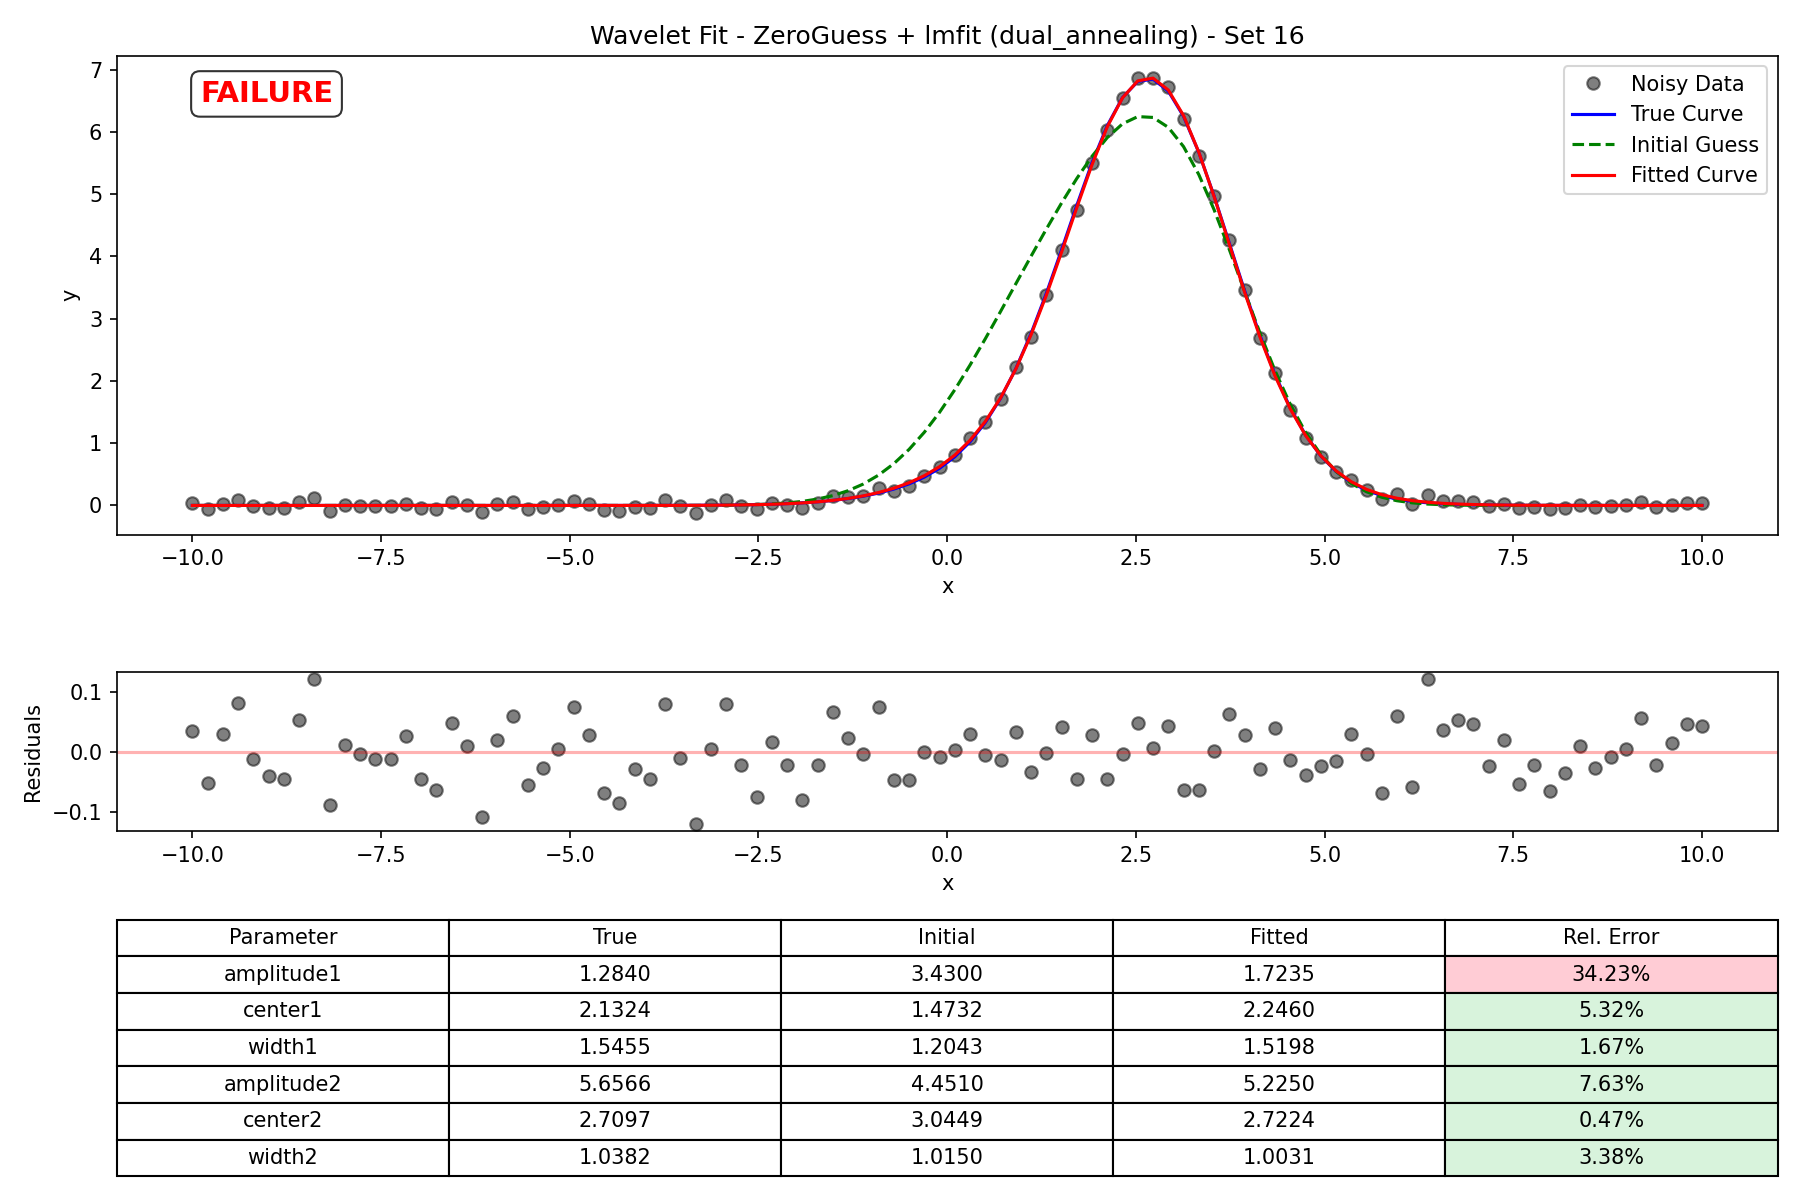 Wavelet Fit - ZeroGuess + lmfit (dual_annealing) - Set 16
FAILURE
Noisy Data
True Curve
Initial Guess
Fitted Curve
y
7
6
5
4
3
2
1
0
−10.0 −7.5 −5.0 −2.5 0.0 2.5 5.0 7.5 10.0
x
Residuals
0.1
0.0
−0.1
−10.0 −7.5 −5.0 −2.5 0.0 2.5 5.0 7.5 10.0
x
Parameter True Initial Fitted Rel. Error
amplitude1 1.2840 3.4300 1.7235 34.23%
center1 2.1324 1.4732 2.2460 5.32%
width1 1.5455 1.2043 1.5198 1.67%
amplitude2 5.6566 4.4510 5.2250 7.63%
center2 2.7097 3.0449 2.7224 0.47%
width2 1.0382 1.0150 1.0031 3.38%